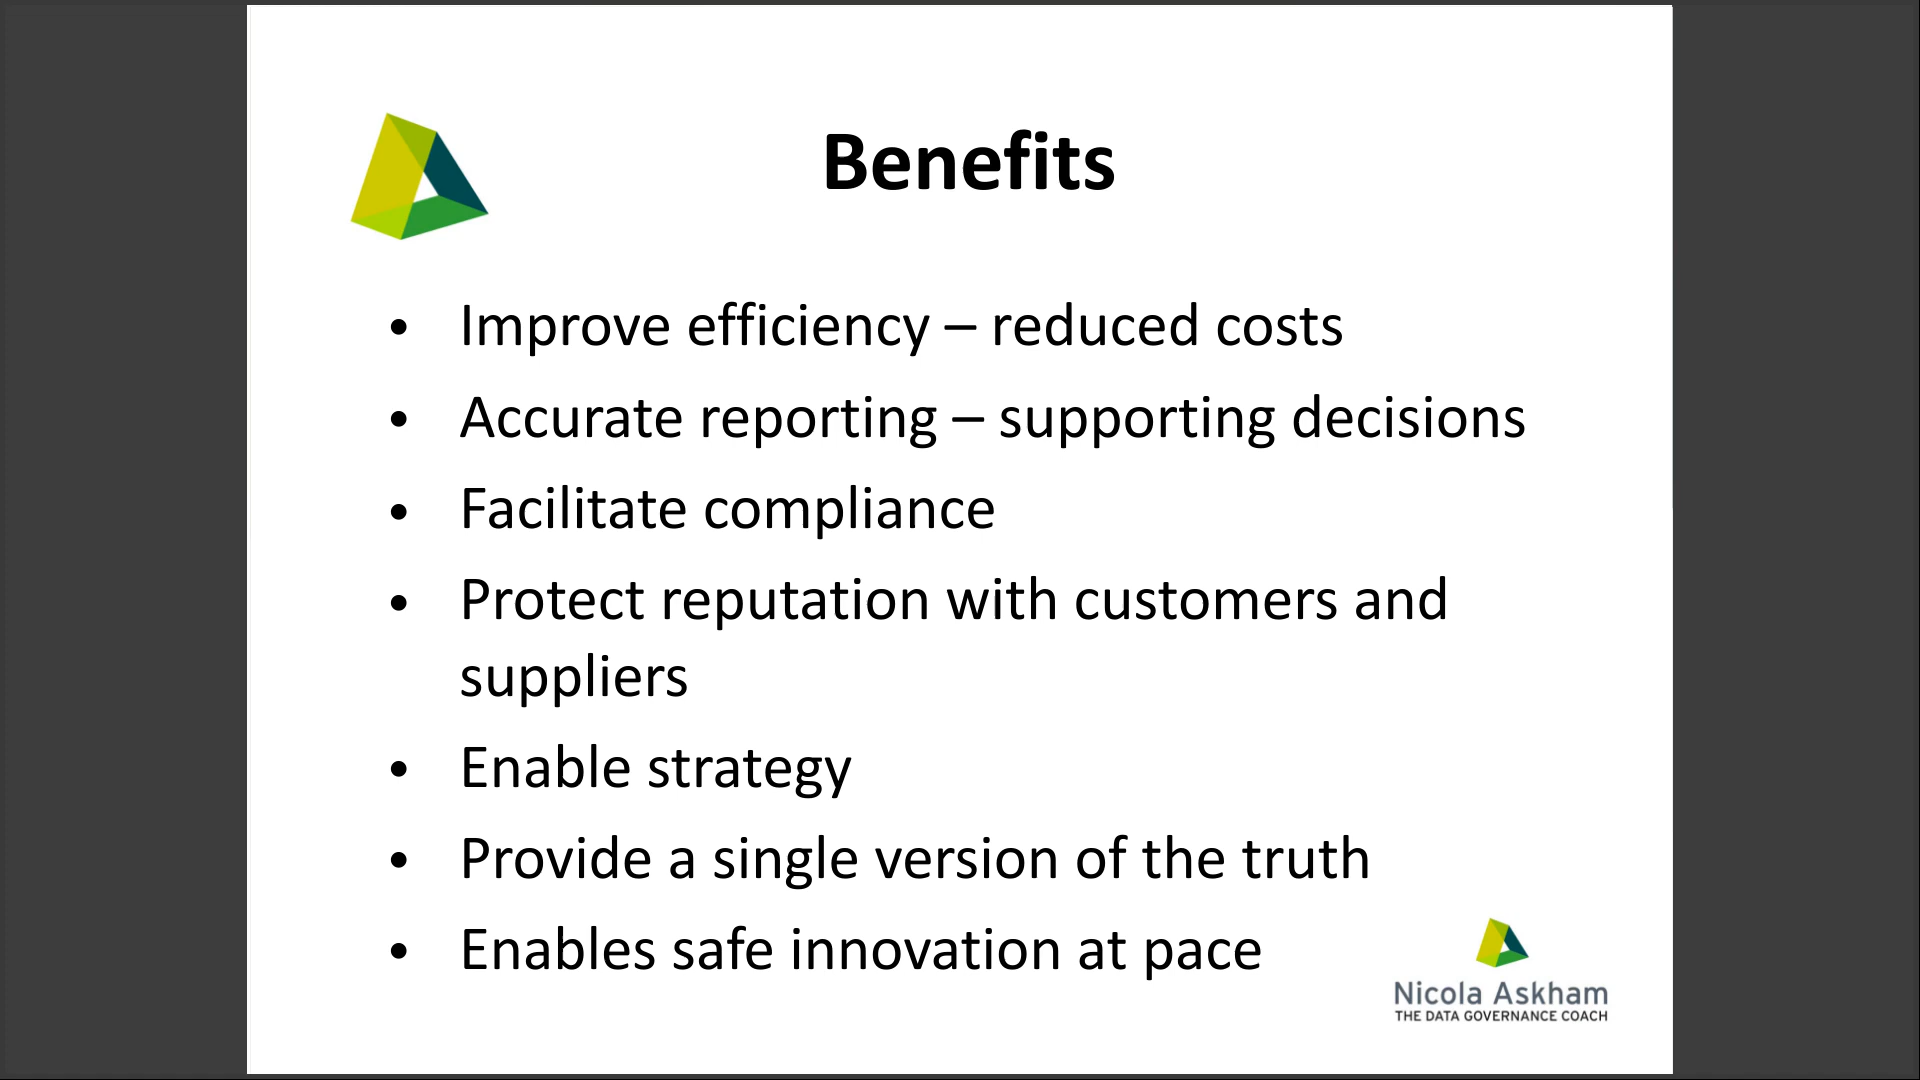 Benefits
• Improve efficiency – reduced costs
• Accurate reporting – supporting decisions
• Facilitate compliance
• Protect reputation with customers and
suppliers
• Enable strategy
• Provide a single version of the truth
• Enables safe innovation at pace
Nicola Askham
THE DATA GOVERNANCE COACH